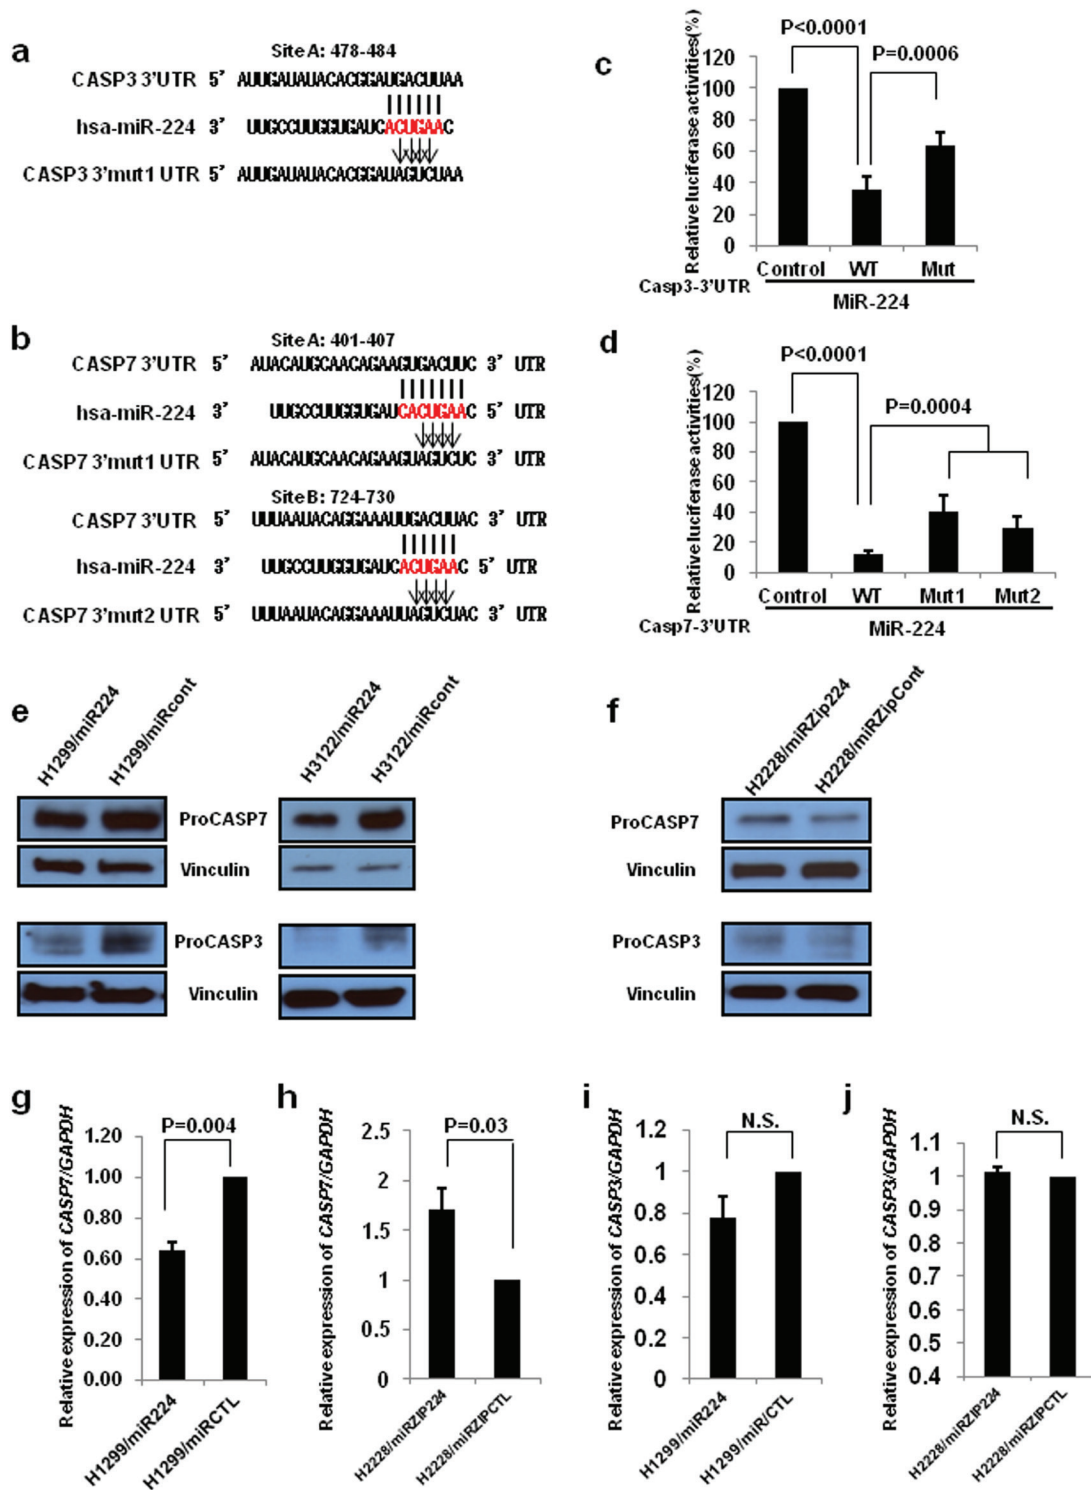 a
Site A: 478-484
CASP3 3'UTR 5' AUUGAUAUACACGGAUGACUUAA
hsa-miR-224 3' UUGCCUUGGUGAUCACUGAAC
CASP3 3'mut1 UTR 5' AUUGAUAUACACGGAUAGUCUAA
c
Relative luciferase activities(%)
P<0.0001
P=0.0006
120
100
80
60
40
20
0
Control WT Mut
Casp3-3'UTR
MiR-224
b
Site A: 401-407
CASP7 3'UTR 5' AUACAUGCAACAGAAGUGACUUC 3' UTR
hsa-miR-224 3' UUGCCUUGGUGAUCACUGAAC 5' UTR
CASP7 3'mut1 UTR 5' AUACAUGCAACAGAAGUAGUCUC 3' UTR
Site B: 724-730
CASP7 3'UTR 5' UUUAAUACAGGAAAUUGACUUAC 3' UTR
hsa-miR-224 3' UUGCCUUGGUGAUCACUGAAC 5' UTR
CASP7 3'mut2 UTR 5' UUUAAUACAGGAAAUUAGUCUAC 3' UTR
d
Relative luciferase activities(%)
P<0.0001
P=0.0004
120
100
80
60
40
20
0
Control WT Mut1 Mut2
Casp7-3'UTR
MiR-224
e
H1299/miR224
H1299/miRcont
H3122/miR224
H3122/miRcont
ProCASP7
Vinculin
ProCASP3
Vinculin
f
H2228/miRZip224
H2228/miRZipCont
ProCASP7
Vinculin
ProCASP3
Vinculin
g
Relative expression of CASP7/GAPDH
P=0.004
1.20
1.00
0.80
0.60
0.40
0.20
0.00
H1299/miR224
H1299/miRCTL
h
Relative expression of CASP7/GAPDH
P=0.03
2.5
2
1.5
1
0.5
0
H2228/miRZIP224
H2228/miRZIPCTL
i
Relative expression of CASP3/GAPDH
N.S.
1.2
1
0.8
0.6
0.4
0.2
0
H1299/miR224
H1299/miR/CTL
j
Relative expression of CASP3/GAPDH
N.S.
1.1
1
0.9
0.8
0.7
0.6
0.5
0.4
H2228/miRZIP224
H2228/miRZIPCTL